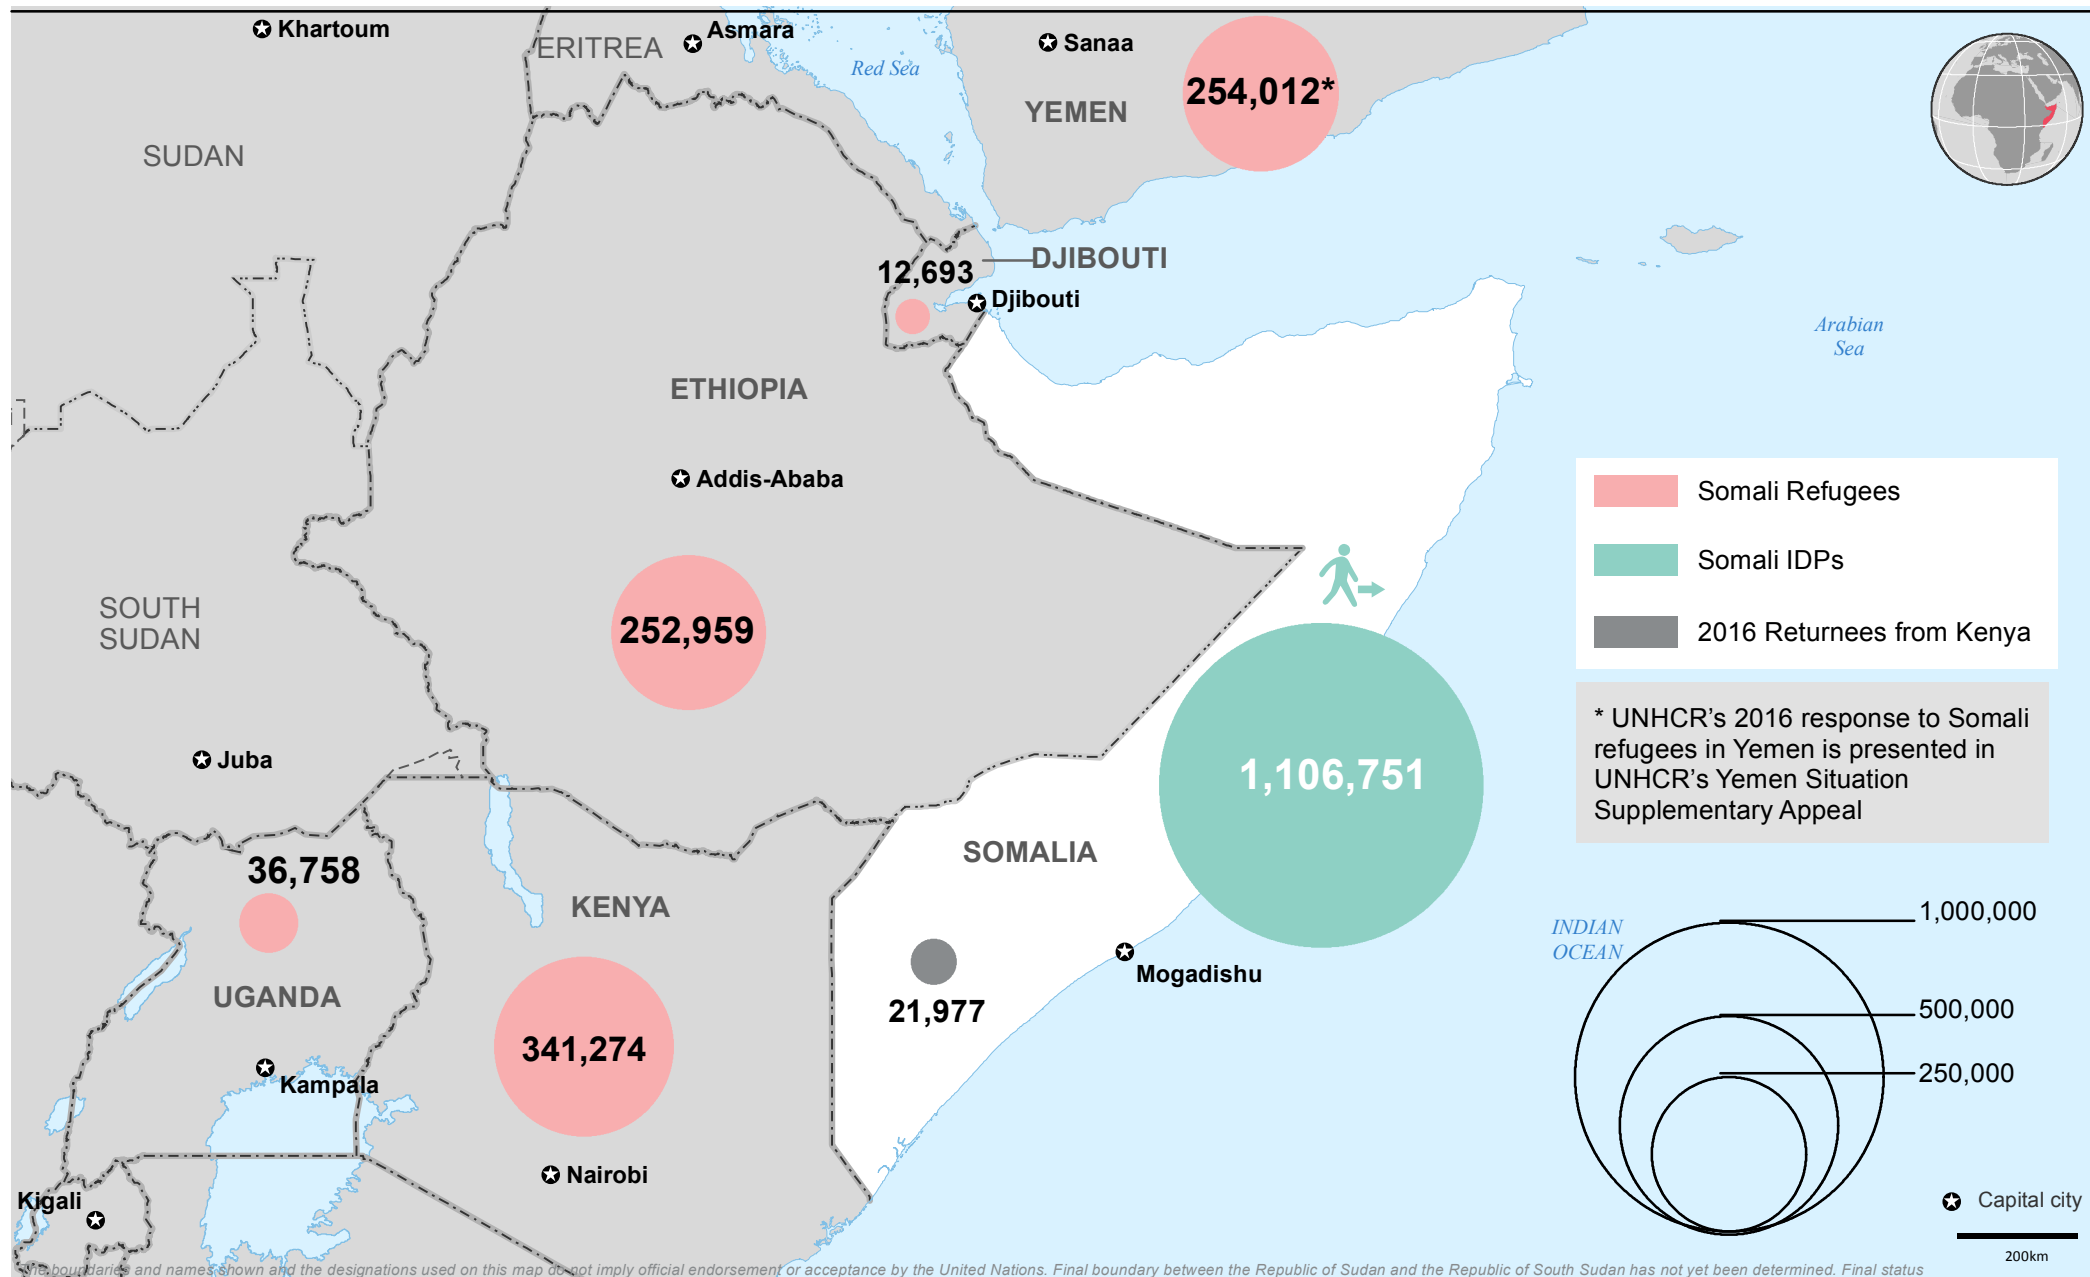 Khartoum
ERITREA
Asmara
Red Sea
Sanaa
YEMEN
254,012*
SUDAN
12,693
DJIBOUTI
Djibouti
Arabian
Sea
ETHIOPIA
Addis-Ababa
252,959
SOUTH
SUDAN
Juba
Somali Refugees
Somali IDPs
2016 Returnees from Kenya
* UNHCR’s 2016 response to Somali
refugees in Yemen is presented in
UNHCR’s Yemen Situation
Supplementary Appeal
1,106,751
SOMALIA
36,758
UGANDA
KENYA
341,274
21,977
Mogadishu
Kampala
Nairobi
Kigali
INDIAN
OCEAN
1,000,000
500,000
250,000
Capital city
200km
The boundaries and names shown and the designations used on this map do not imply official endorsement or acceptance by the United Nations. Final boundary between the Republic of Sudan and the Republic of South Sudan has not yet been determined. Final status